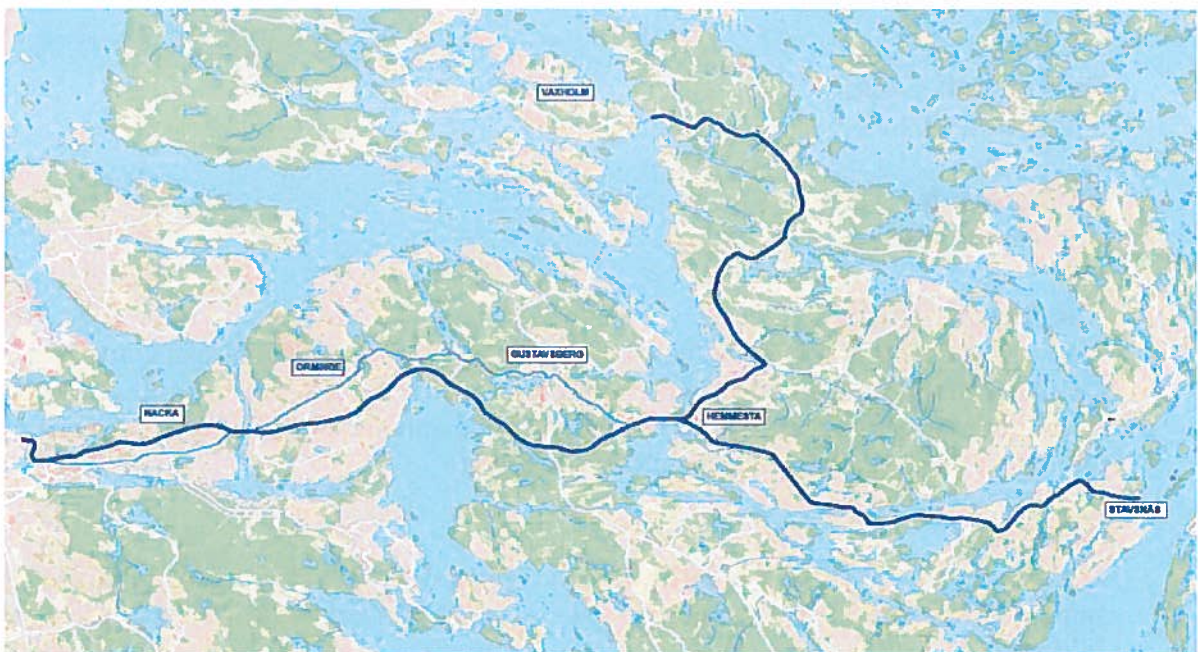 VAXHOLM
GUSTAVSBERG
ORMINGE
NACKA
HEMMESTA
STAVSNÄS